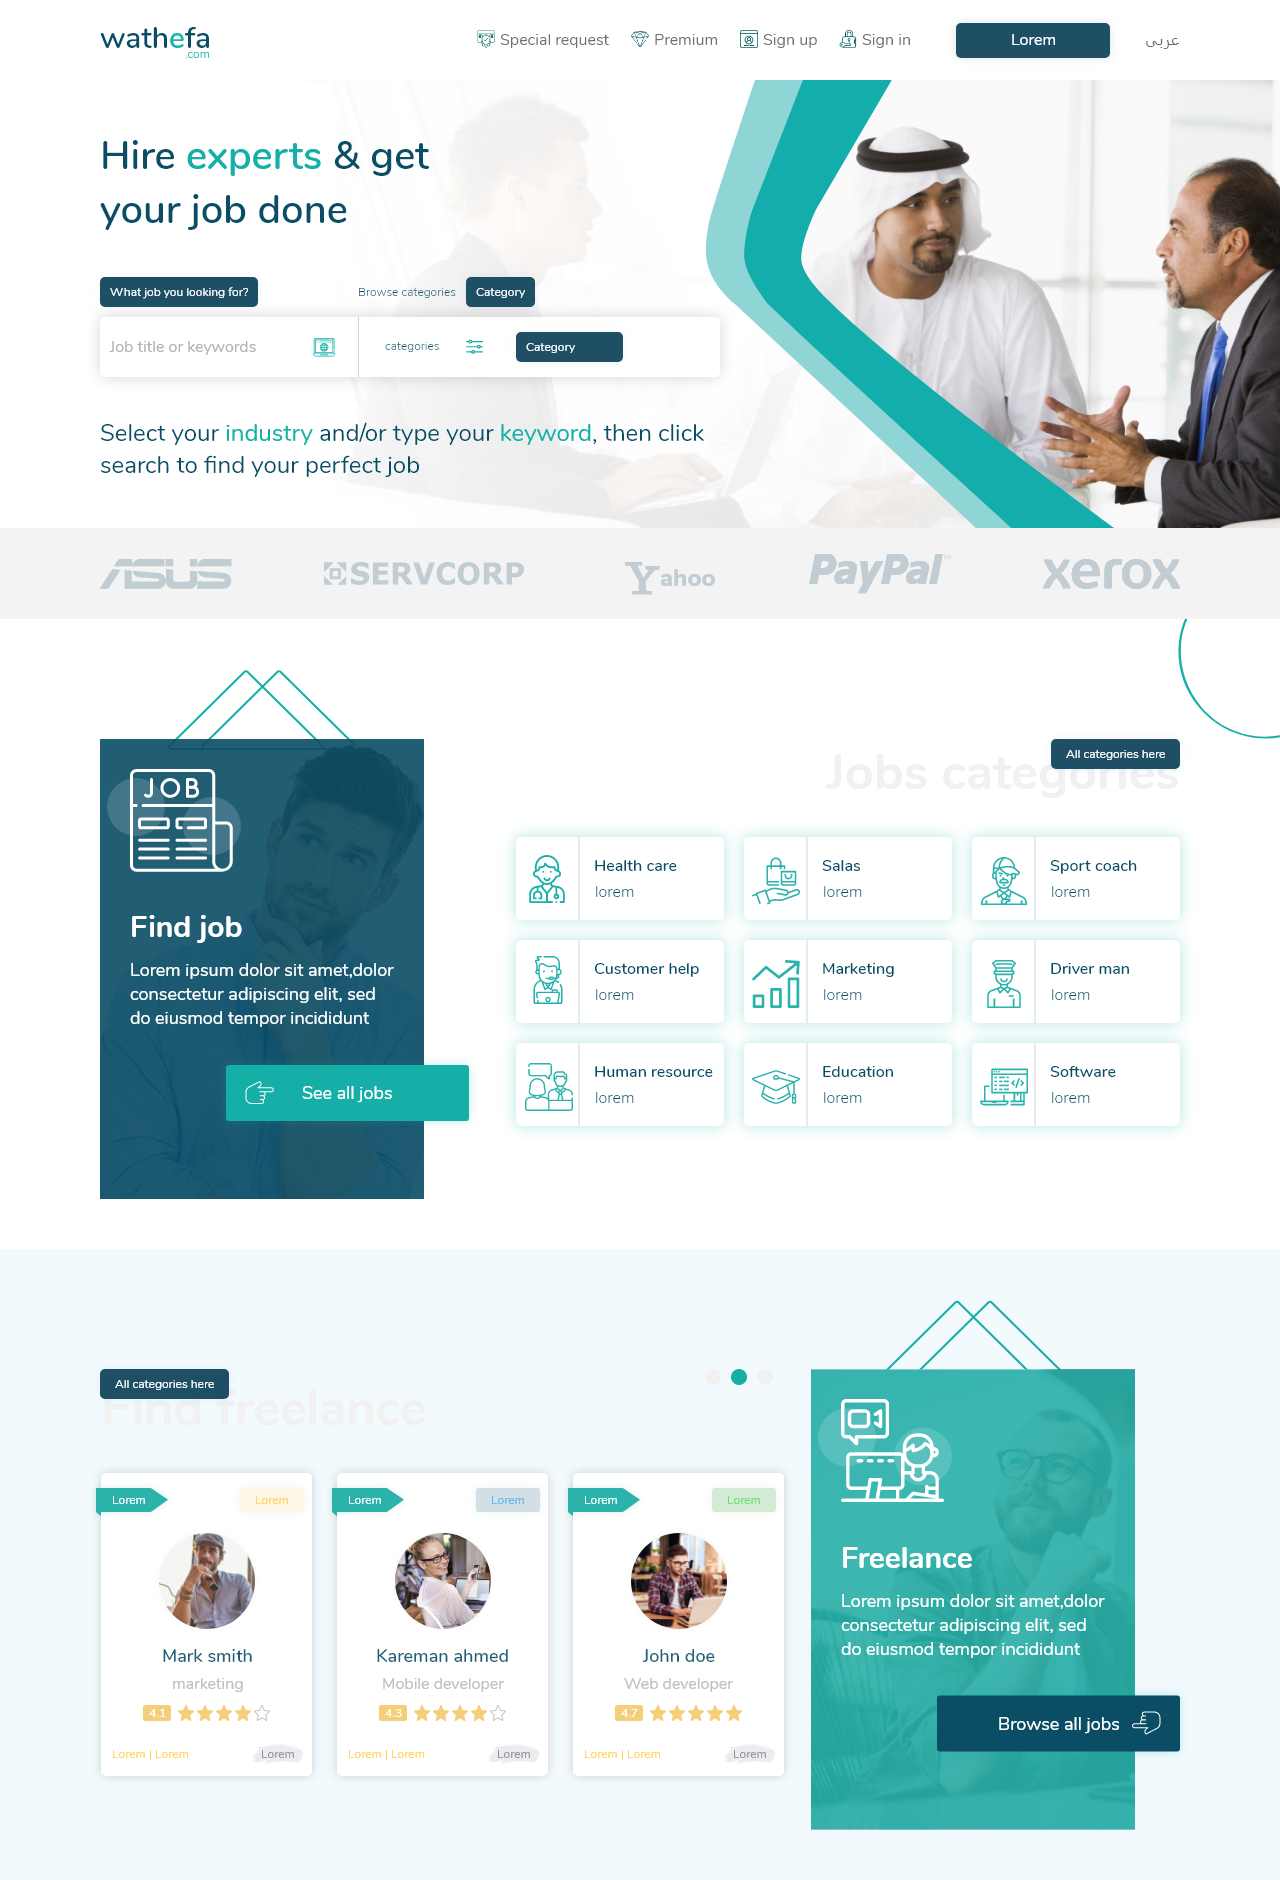 wathefa
.com
Special request
Premium
Sign up
Sign in
Lorem
عربى
Hire experts & get
your job done
What job you looking for?
Browse categories
Category
Job title or keywords
categories
Category
Select your industry and/or type your keyword, then click
search to find your perfect job
ASUS
SERVCORP
Yahoo
PayPal™
xerox
JOB
Find job
Lorem ipsum dolor sit amet,dolor
consectetur adipiscing elit, sed
do eiusmod tempor incididunt
See all jobs
All categories here
Jobs categories
Health care
lorem
Salas
lorem
Sport coach
lorem
Customer help
lorem
Marketing
lorem
Driver man
lorem
Human resource
lorem
Education
lorem
Software
lorem
All categories here
Find freelance
Lorem
Lorem
Mark smith
marketing
4.1
Lorem | Lorem
Lorem
Lorem
Lorem
Kareman ahmed
Mobile developer
4.3
Lorem | Lorem
Lorem
Lorem
Lorem
John doe
Web developer
4.7
Lorem | Lorem
Lorem
Freelance
Lorem ipsum dolor sit amet,dolor
consectetur adipiscing elit, sed
do eiusmod tempor incididunt
Browse all jobs